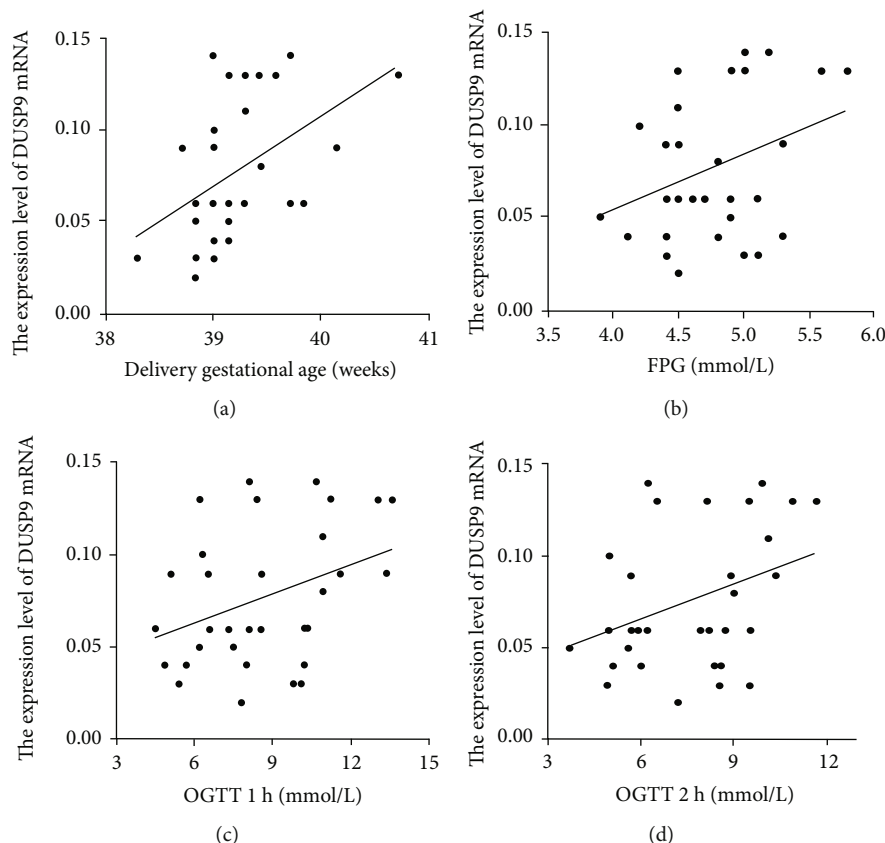 The expression level of DUSP9 mRNA
0.15
0.10
0.05
0.00
38
39
40
41
Delivery gestational age (weeks)
(a)
The expression level of DUSP9 mRNA
0.15
0.10
0.05
0.00
3.5
4.0
4.5
5.0
5.5
6.0
FPG (mmol/L)
(b)
The expression level of DUSP9 mRNA
0.15
0.10
0.05
0.00
3
6
9
12
15
OGTT 1 h (mmol/L)
(c)
The expression level of DUSP9 mRNA
0.15
0.10
0.05
0.00
3
6
9
12
OGTT 2 h (mmol/L)
(d)